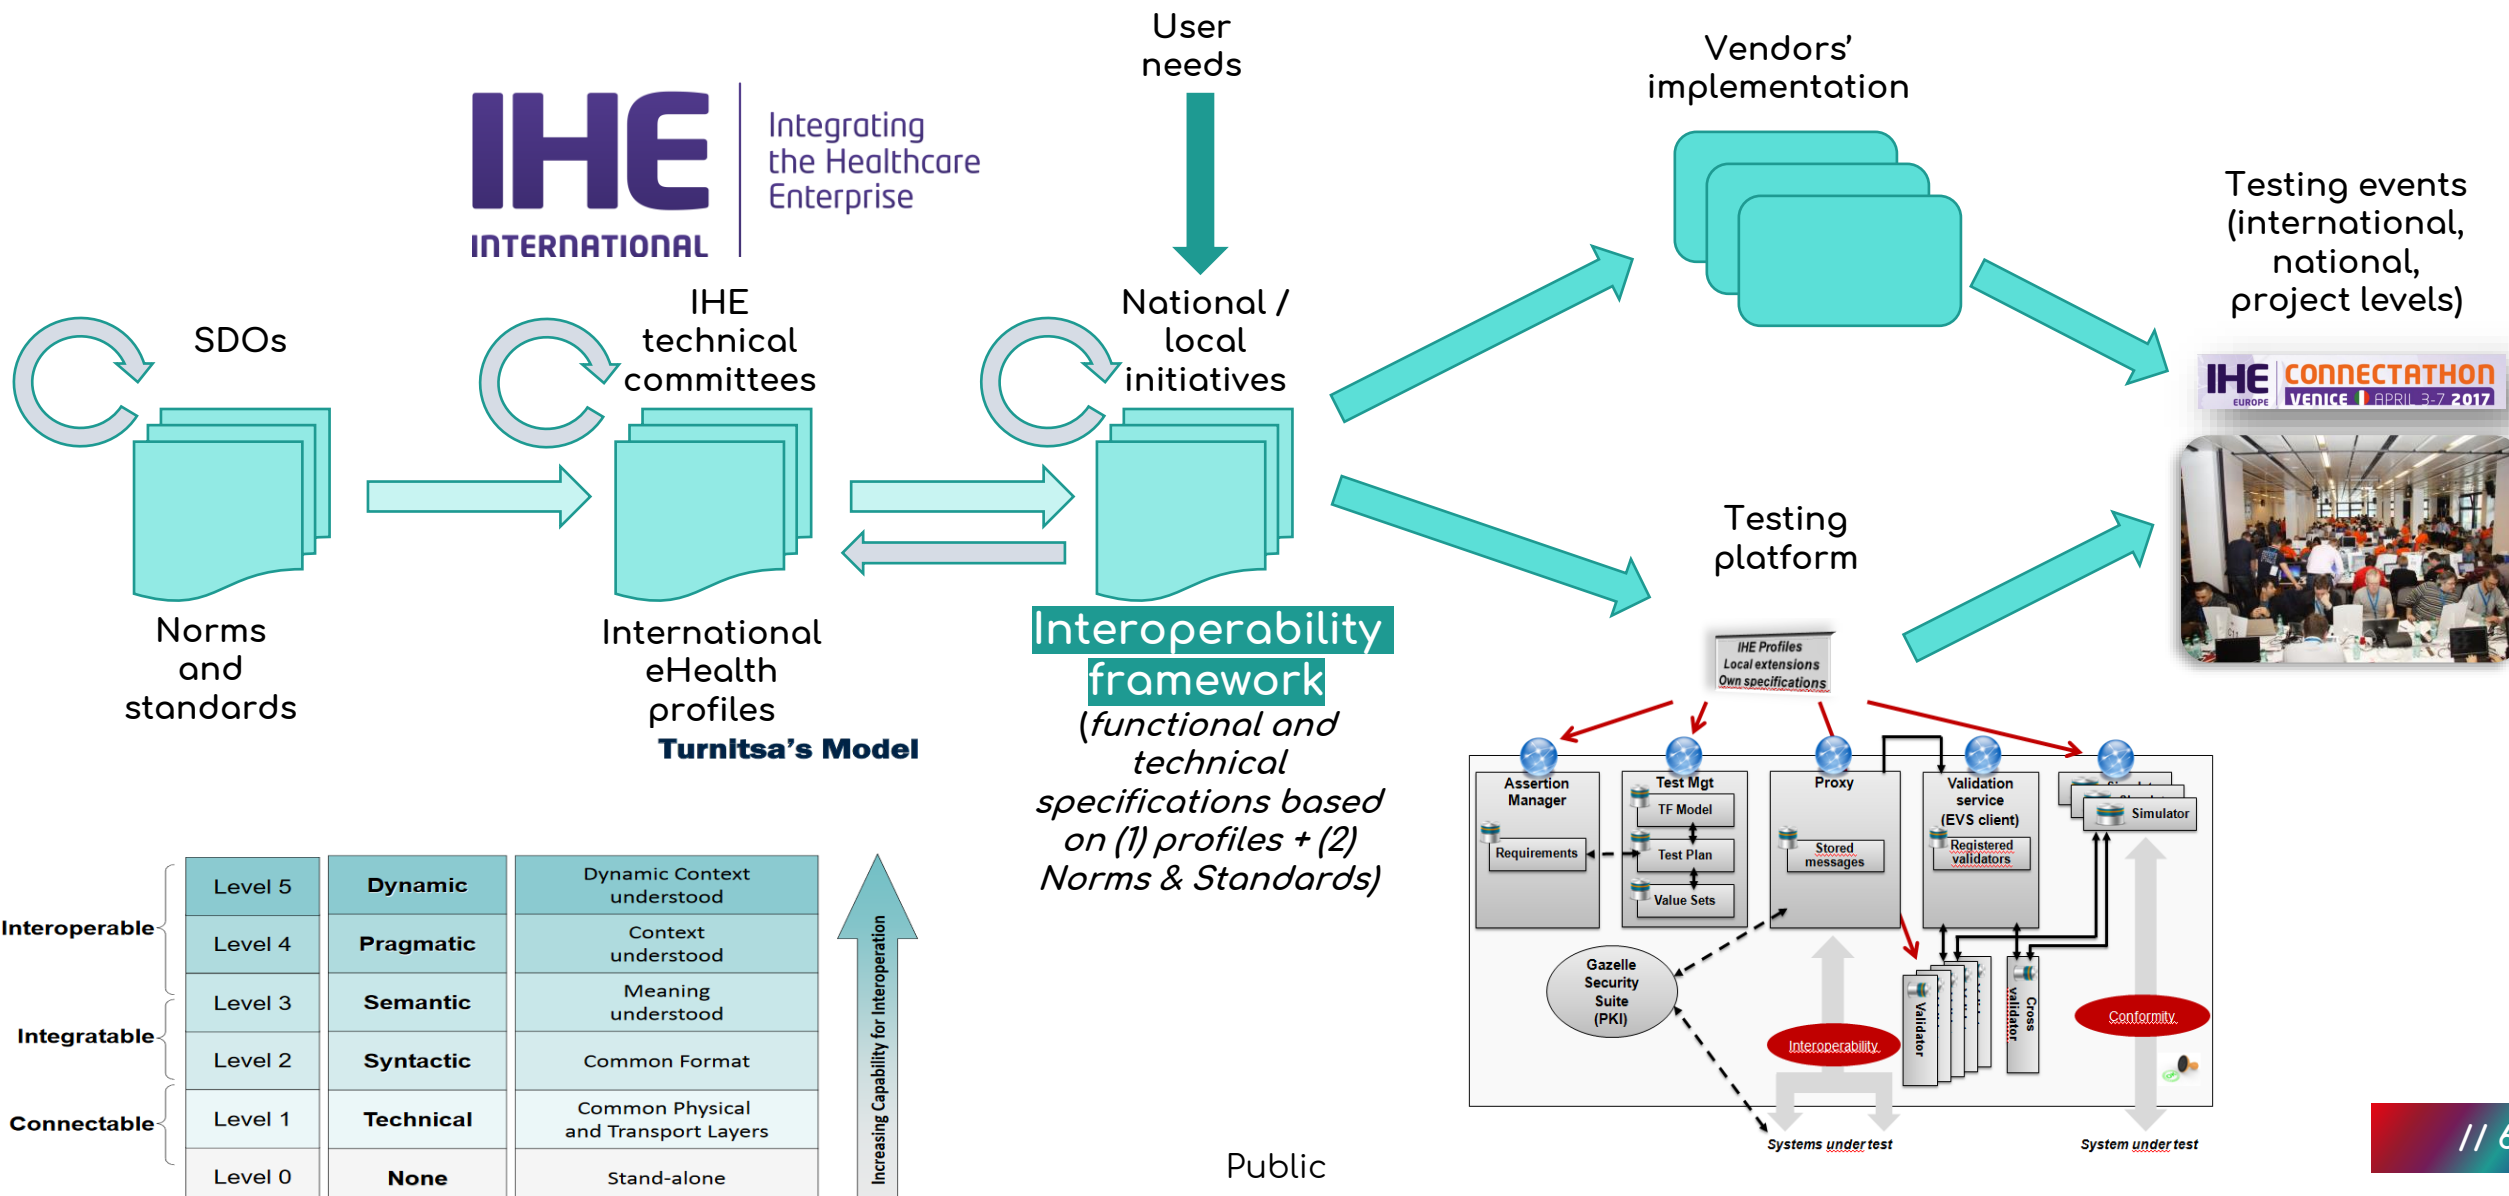 User
needs
Vendors’
implementation
IHE
INTERNATIONAL
Integrating
the Healthcare
Enterprise
Testing events
(international,
national,
project levels)
SDOs
IHE
technical
committees
National /
local
initiatives
IHE
EUROPE
CONNECTATHON
VENICE APRIL 3-7 2017
Norms
and
standards
International
eHealth
profiles
Interoperability
framework
(functional and
technical
specifications based
on (1) profiles + (2)
Norms & Standards)
Testing
platform
IHE Profiles
Local extensions
Own specifications
Assertion
Manager
Requirements
Test Mgt
TF Model
Test Plan
Value Sets
Proxy
Stored
messages
Validation
service
(EVS client)
Registered
validators
Simulator
Gazelle
Security
Suite
(PKI)
Interoperability
Validator
Cross
validator
Conformity
Systems under test
System under test
Turnitsa’s Model
Interoperable
Integratable
Connectable
Level 5
Dynamic
Dynamic Context
understood
Level 4
Pragmatic
Context
understood
Level 3
Semantic
Meaning
understood
Level 2
Syntactic
Common Format
Level 1
Technical
Common Physical
and Transport Layers
Level 0
None
Stand-alone
Increasing Capability for Interoperation
Public
// 6